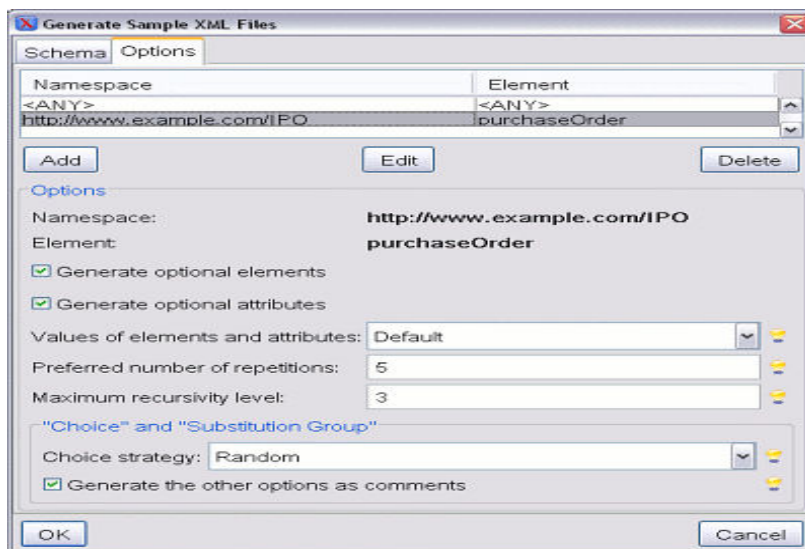 Generate Sample XML Files
Schema Options
Namespace Element
<ANY> <ANY>
http://www.example.com/IPO purchaseOrder
Add Edit Delete
Options
Namespace: http://www.example.com/IPO
Element: purchaseOrder
Generate optional elements
Generate optional attributes
Values of elements and attributes: Default
Preferred number of repetitions: 5
Maximum recursivity level: 3
"Choice" and "Substitution Group"
Choice strategy: Random
Generate the other options as comments
OK Cancel